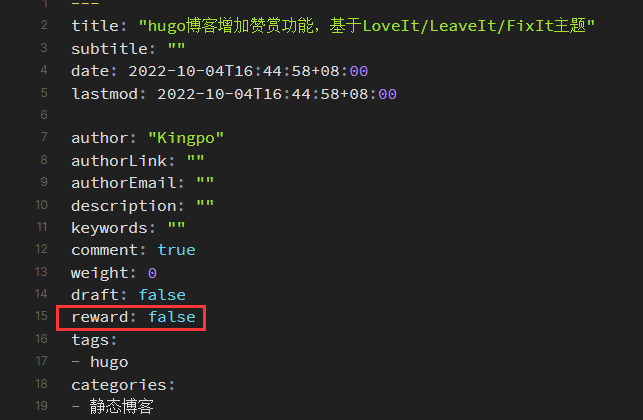 1 ---
2 title: "hugo博客增加赞赏功能，基于LoveIt/LeaveIt/FixIt主题"
3 subtitle: ""
4 date: 2022-10-04T16:44:58+08:00
5 lastmod: 2022-10-04T16:44:58+08:00
6
7 author: "Kingpo"
8 authorLink: ""
9 authorEmail: ""
10 description: ""
11 keywords: ""
12 comment: true
13 weight: 0
14 draft: false
15 reward: false
16 tags:
17 - hugo
18 categories:
19 - 静态博客